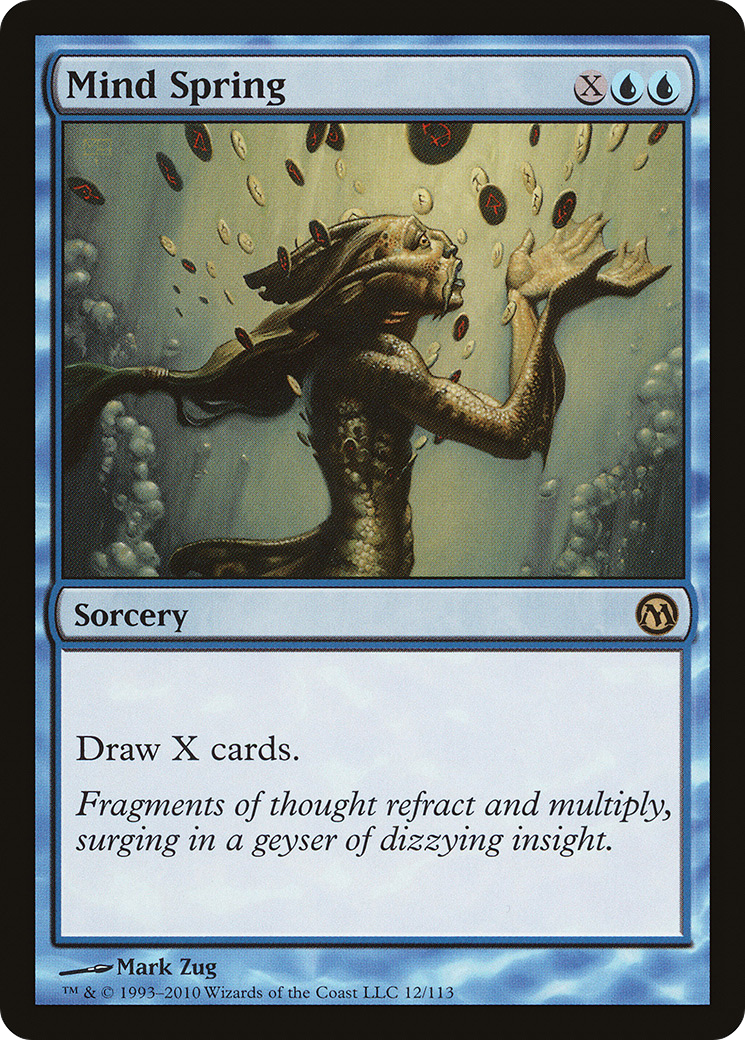 Mind Spring X
Sorcery
Draw X cards.
Fragments of thought refract and multiply,
surging in a geyser of dizzying insight.
Mark Zug
™ & © 1993–2010 Wizards of the Coast LLC 12/113